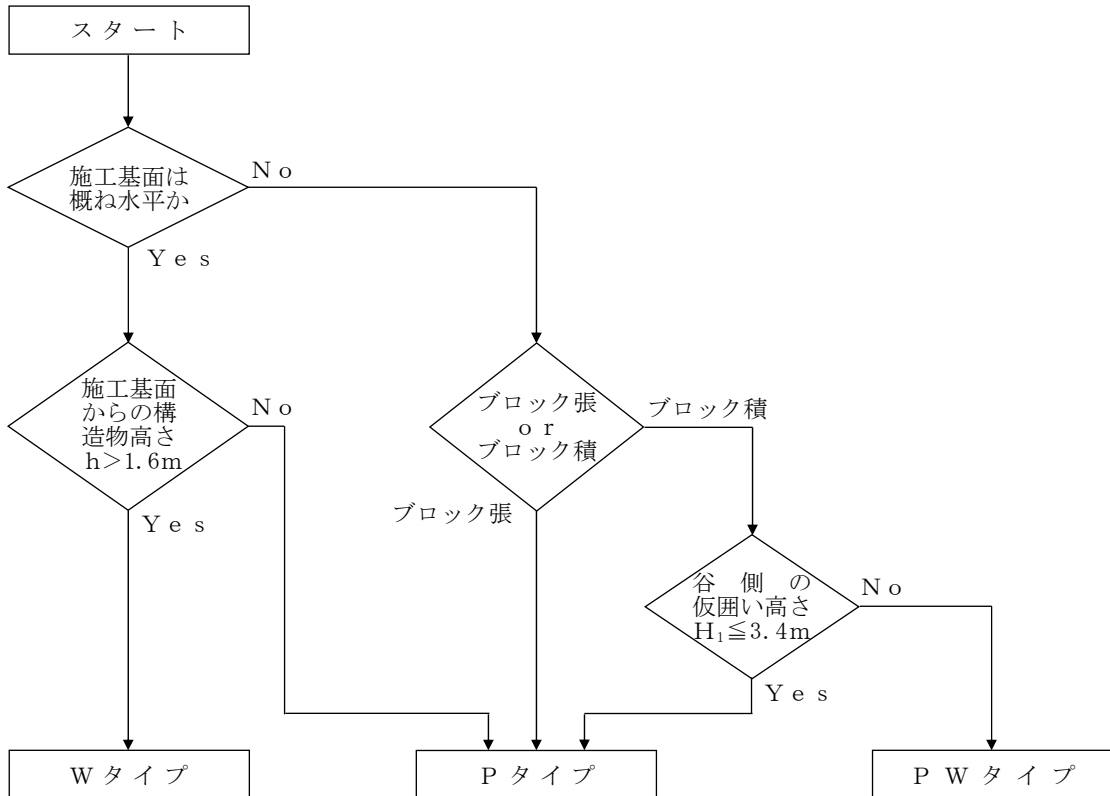 スタート
施工基面は
概ね水平か
No
Yes
施工基面
からの構
造物高さ
h＞1.6m
No
Yes
ブロック張
or
ブロック積
ブロック積
ブロック張
谷側の
仮囲い高さ
H₁≦3.4m
No
Yes
Wタイプ
Pタイプ
PWタイプ